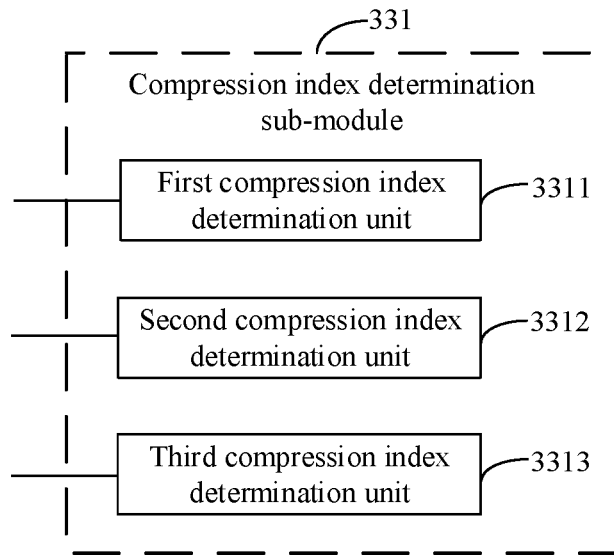 331
Compression index determination
sub-module
First compression index
determination unit
3311
Second compression index
determination unit
3312
Third compression index
determination unit
3313